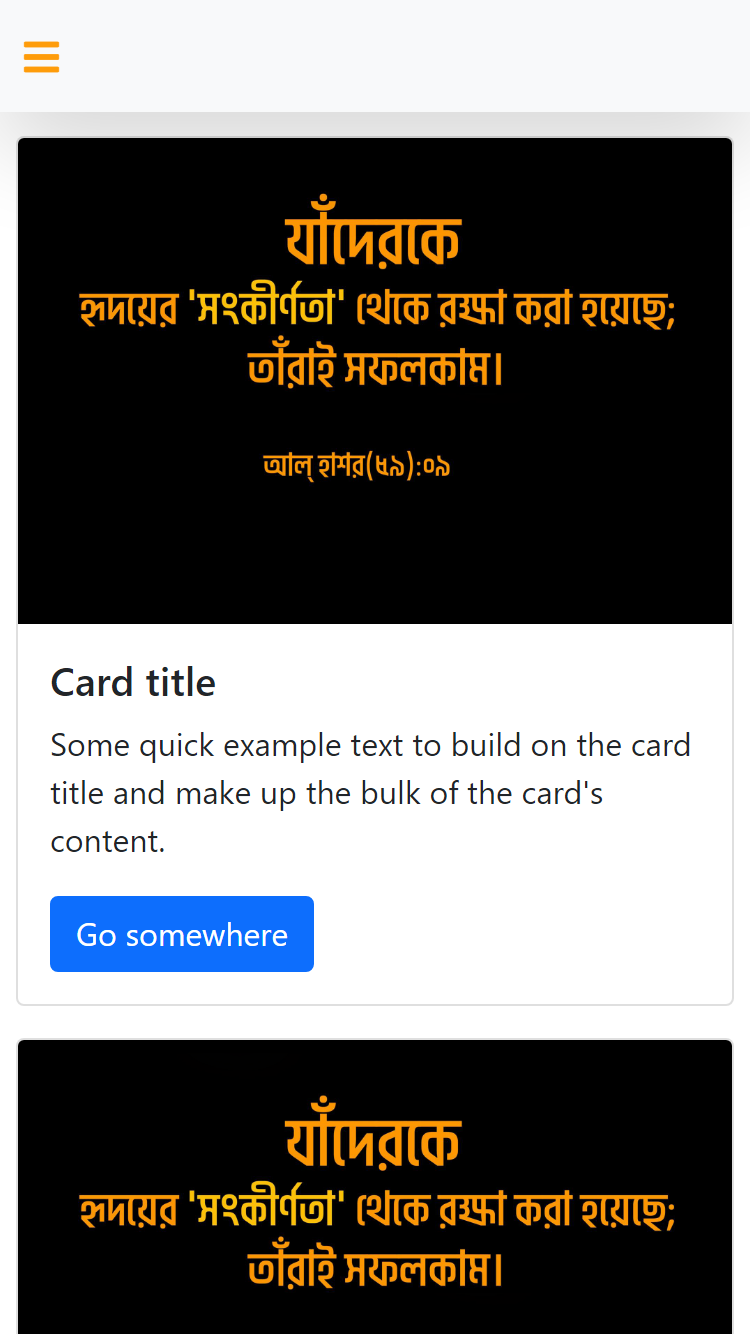 যাঁদেরকে
হৃদয়ের 'সংকীর্ণতা' থেকে রক্ষা করা হয়েছে;
তাঁরাই সফলকাম।
আল্ হাশর(৫৯):০৯
Card title
Some quick example text to build on the card
title and make up the bulk of the card's
content.
Go somewhere
যাঁদেরকে
হৃদয়ের 'সংকীর্ণতা' থেকে রক্ষা করা হয়েছে;
তাঁরাই সফলকাম।